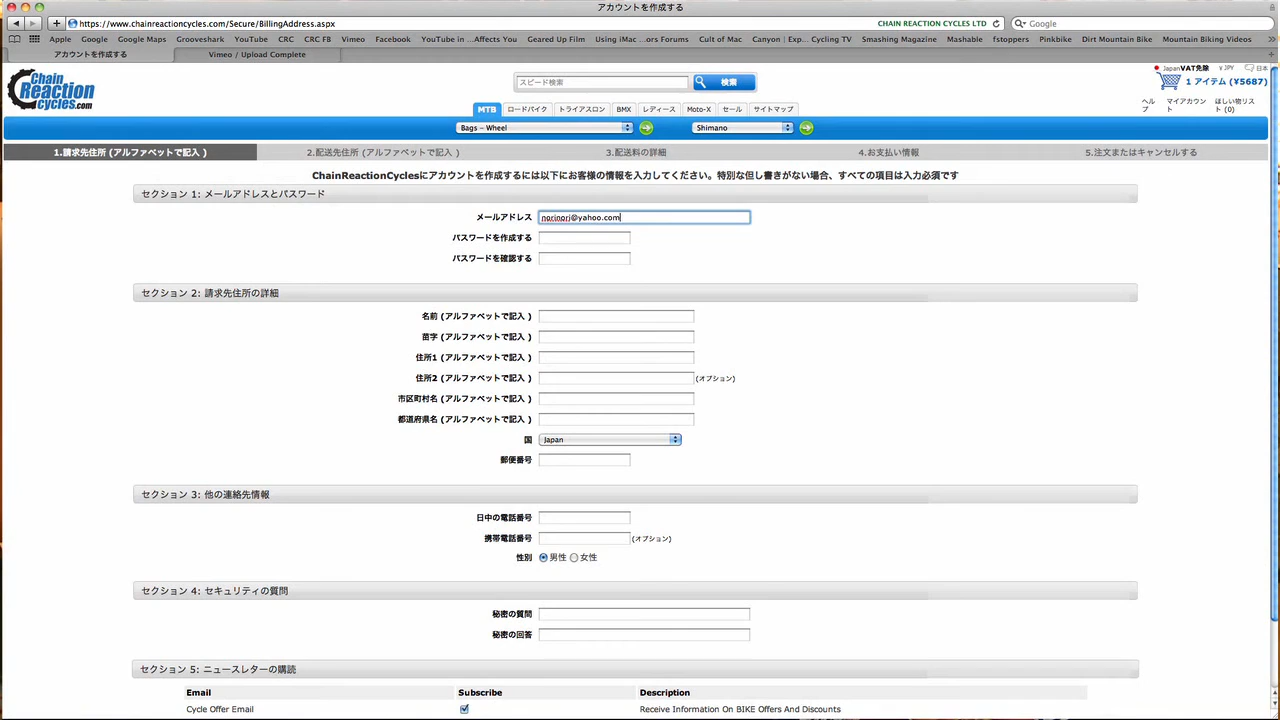 アカウントを作成する
https://www.chainreactioncycles.com/Secure/BillingAddress.aspx
CHAIN REACTION CYCLES LTD
Google
Apple Google Google Maps Grooveshark YouTube CRC CRC FB Vimeo Facebook YouTube in ...Affects You Geared Up Film Using iMac ...ors Forums Cult of Mac Canyon | Exp... Cycling TV Smashing Magazine Mashable fstoppers Pinkbike Dirt Mountain Bike Mountain Biking Videos
アカウントを作成する
Vimeo / Upload Complete
Chain Reaction Cycles.com
スピード検索
検索
JapanVAT免除 ¥ JPY 日本
1 アイテム (¥5687)
ヘルプ マイアカウント ほしい物リスト (0)
MTB ロードバイク トライアスロン BMX レディース Moto-X セール サイトマップ
Bags – Wheel
Shimano
1.請求先住所 (アルファベットで記入 )
2.配送先住所 (アルファベットで記入 )
3.配送料の詳細
4.お支払い情報
5.注文またはキャンセルする
ChainReactionCyclesにアカウントを作成するには以下にお客様の情報を入力してください。特別な但し書きがない場合、すべての項目は入力必須です
セクション 1: メールアドレスとパスワード
メールアドレス norinori@yahoo.com
パスワードを作成する
パスワードを確認する
セクション 2: 請求先住所の詳細
名前 (アルファベットで記入 )
苗字 (アルファベットで記入 )
住所1 (アルファベットで記入 )
住所2 (アルファベットで記入 ) (オプション)
市区町村名 (アルファベットで記入 )
都道府県名 (アルファベットで記入 )
国 Japan
郵便番号
セクション 3: 他の連絡先情報
日中の電話番号
携帯電話番号 (オプション)
性別 男性 女性
セクション 4: セキュリティの質問
秘密の質問
秘密の回答
セクション 5: ニュースレターの購読
Email Subscribe Description
Cycle Offer Email Receive Information On BIKE Offers And Discounts